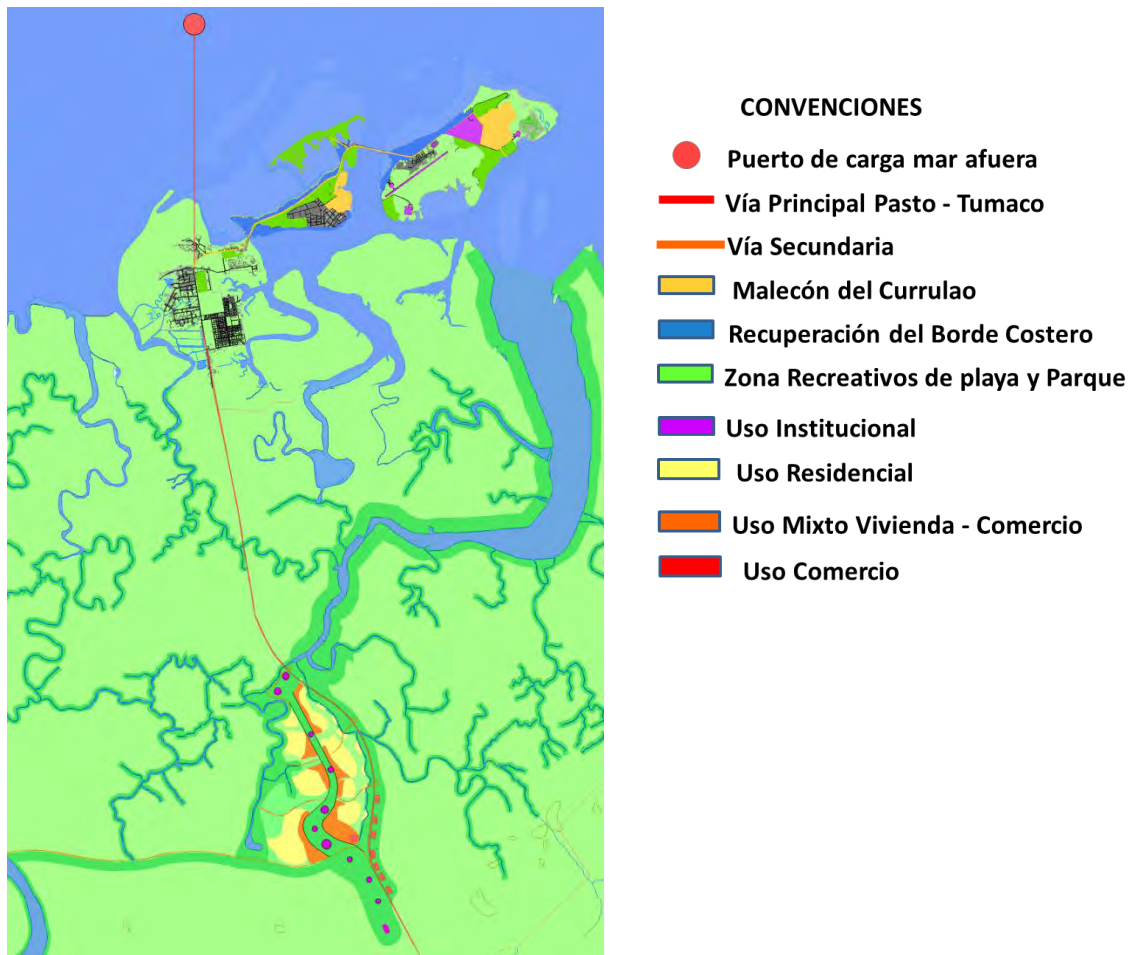 CONVENCIONES
Puerto de carga mar afuera
Vía Principal Pasto - Tumaco
Vía Secundaria
Malecón del Currulao
Recuperación del Borde Costero
Zona Recreativos de playa y Parque
Uso Institucional
Uso Residencial
Uso Mixto Vivienda - Comercio
Uso Comercio